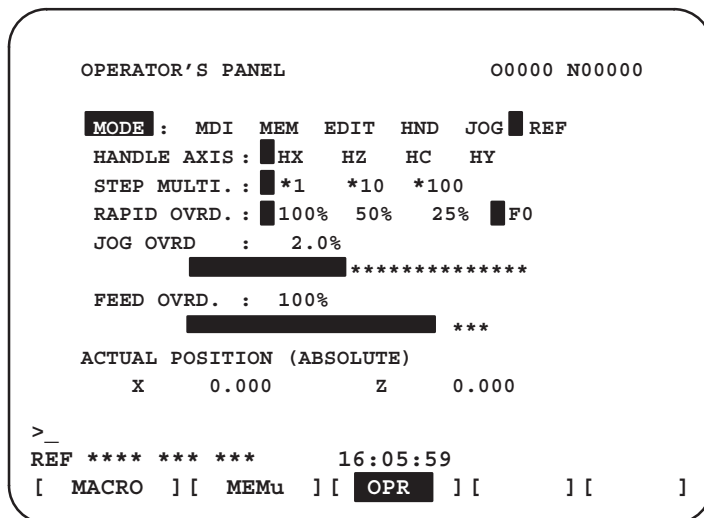 OPERATOR’S PANEL O0000 N00000
MODE : MDI MEM EDIT HND JOG REF
HANDLE AXIS : HX HZ HC HY
STEP MULTI. : *1 *10 *100
RAPID OVRD. : 100% 50% 25% F0
JOG OVRD : 2.0%
**************
FEED OVRD. : 100%
***
ACTUAL POSITION (ABSOLUTE)
X 0.000 Z 0.000
>_
REF **** *** *** 16:05:59
[ MACRO ] [ MEMu ] [ OPR ] [ ] [ ]